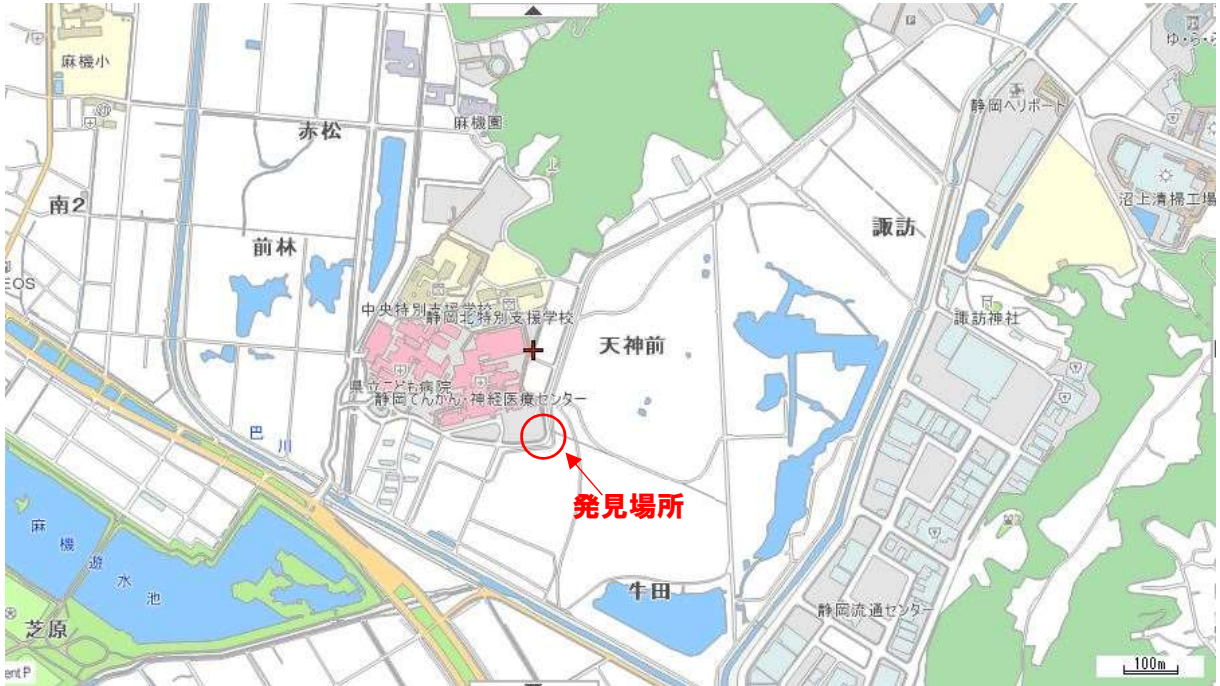 麻機小
赤松
麻機園
南2
前林
EOS
中央特別支援学校
静岡北特別支援学校
県立こども病院
静岡てんかん・神経医療センター
天神前
諏訪
静岡ヘリポート
ゆ・ら・ら
沼上清掃工場
諏訪神社
巴川
発見場所
麻機遊水池
芝原
牛田
静岡流通センター
ent P
100m